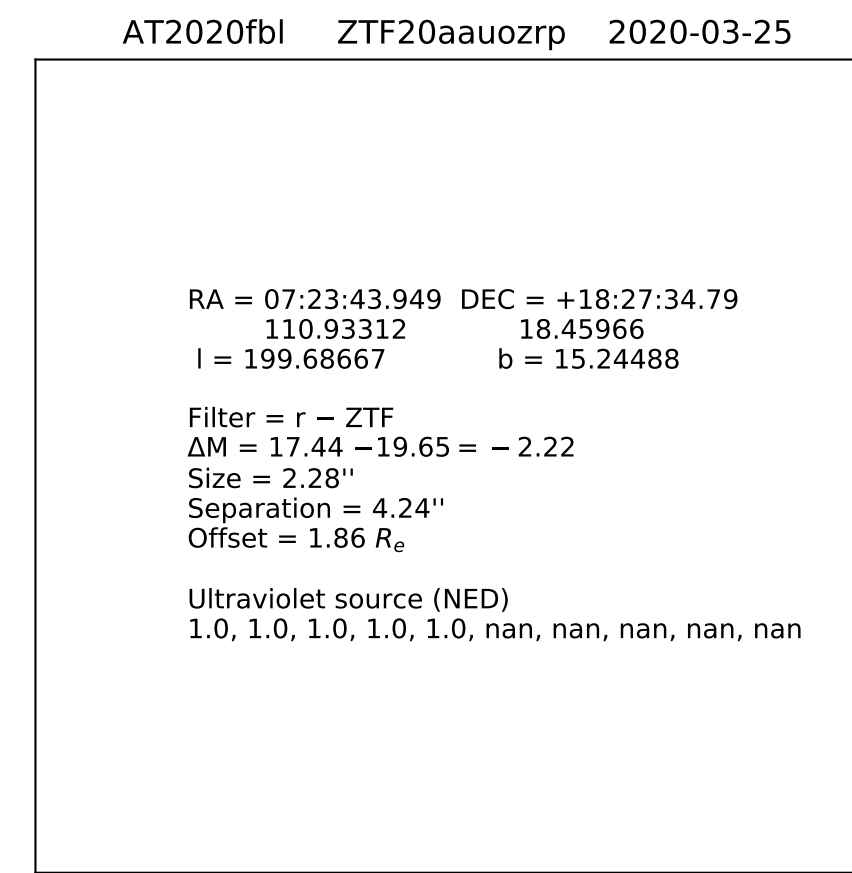 AT2020fbl ZTF20aauozrp 2020-03-25
RA = 07:23:43.949 DEC = +18:27:34.79
110.93312 18.45966
l = 199.68667 b = 15.24488
Filter = r − ZTF
ΔM = 17.44 −19.65 = − 2.22
Size = 2.28''
Separation = 4.24''
Offset = 1.86 Re
Ultraviolet source (NED)
1.0, 1.0, 1.0, 1.0, 1.0, nan, nan, nan, nan, nan